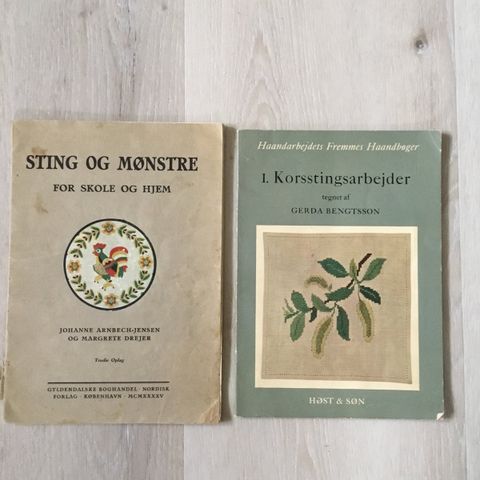 STING OG MØNSTRE
FOR SKOLE OG HJEM
JOHANNE ARNBECH-JENSEN
OG MARGRETE DREJER
Tredie Oplag
GYLDENDALSKE BOGHANDEL · NORDISK
FORLAG · KØBENHAVN · MCMXXXXV
Haandarbejdets Fremmes Haandbøger
1. Korsstingsarbejder
tegnet af
GERDA BENGTSSON
HØST & SØN